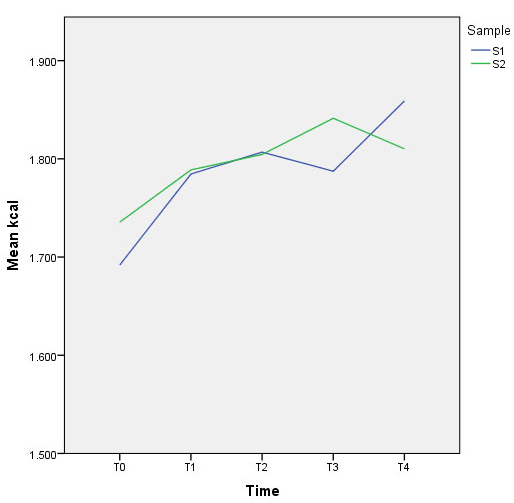 Sample
S1
S2
Mean kcal
1.900
1.800
1.700
1.600
1.500
T0 T1 T2 T3 T4
Time